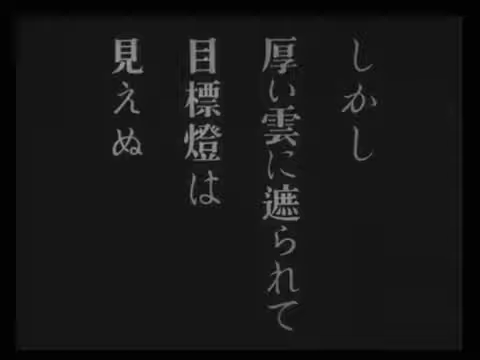 しかし
厚い雲に遮られて
目標燈は
見えぬ